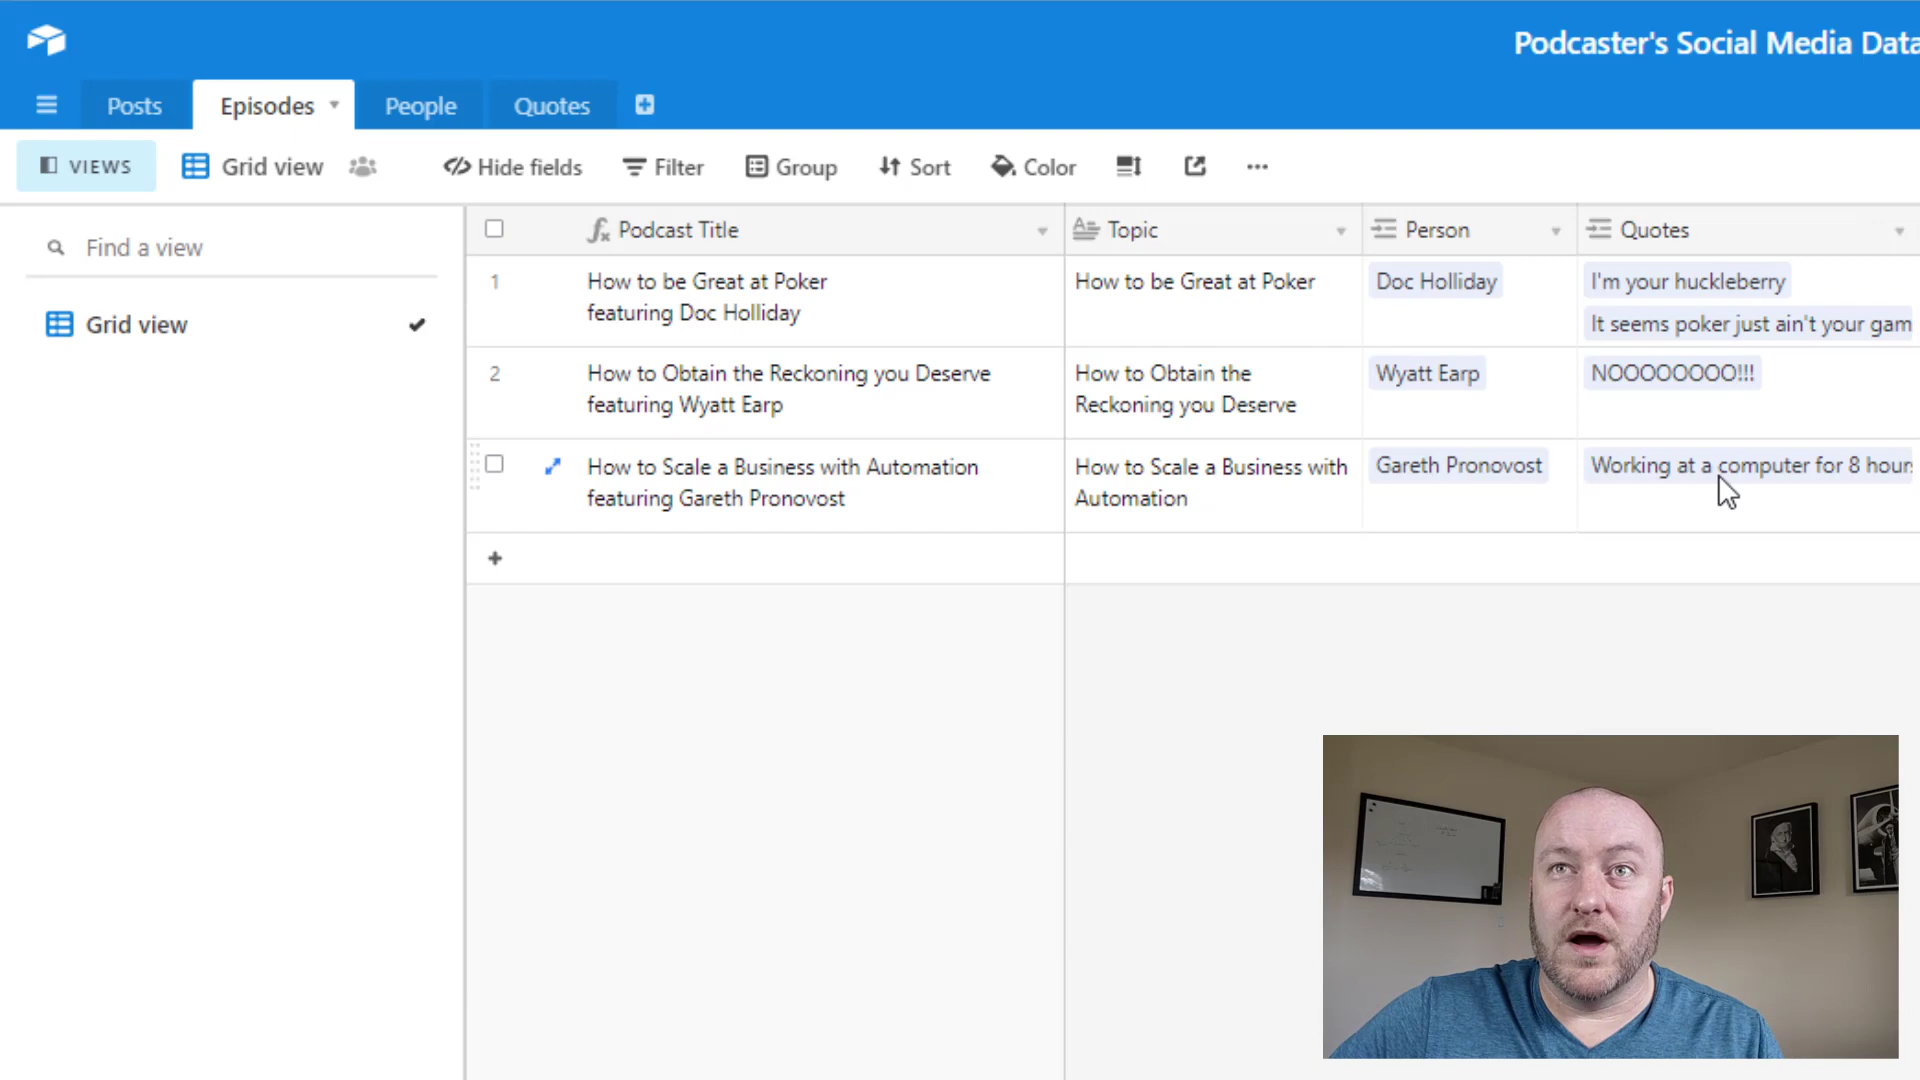 Podcaster's Social Media Data
Posts
Episodes
People
Quotes
VIEWS
Grid view
Hide fields
Filter
Group
Sort
Color
Find a view
Grid view
Podcast Title
Topic
Person
Quotes
1
How to be Great at Poker
featuring Doc Holliday
How to be Great at Poker
Doc Holliday
I'm your huckleberry
It seems poker just ain't your gam
2
How to Obtain the Reckoning you Deserve
featuring Wyatt Earp
How to Obtain the
Reckoning you Deserve
Wyatt Earp
NOOOOOOOO!!!
How to Scale a Business with Automation
featuring Gareth Pronovost
How to Scale a Business with
Automation
Gareth Pronovost
Working at a computer for 8 hours